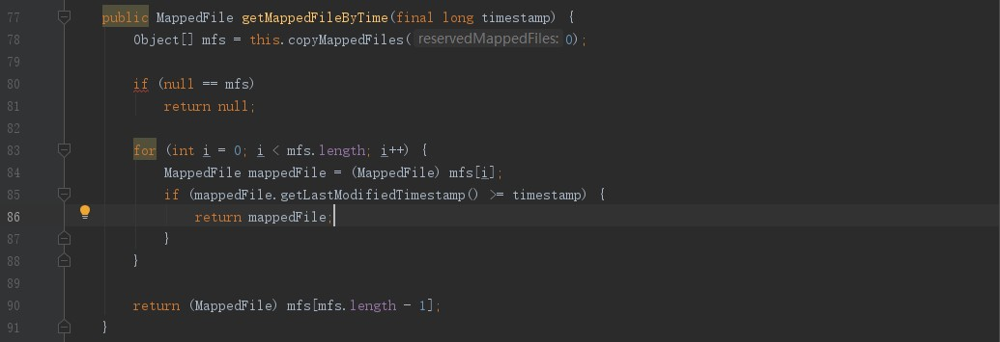 77 public MappedFile getMappedFileByTime(final long timestamp) {
78 Object[] mfs = this.copyMappedFiles( reservedMappedFiles: 0);
79
80 if (null == mfs)
81 return null;
82
83 for (int i = 0; i < mfs.length; i++) {
84 MappedFile mappedFile = (MappedFile) mfs[i];
85 if (mappedFile.getLastModifiedTimestamp() >= timestamp) {
86 return mappedFile;
87 }
88 }
89
90 return (MappedFile) mfs[mfs.length - 1];
91 }